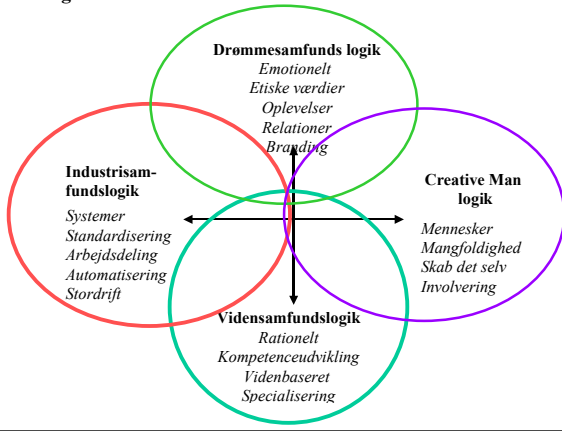 Drømmesamfunds logik
Emotionelt
Etiske værdier
Oplevelser
Relationer
Branding
Industrisam-
fundslogik
Systemer
Standardisering
Arbejdsdeling
Automatisering
Stordrift
Creative Man
logik
Mennesker
Mangfoldighed
Skab det selv
Involvering
Vidensamfundslogik
Rationelt
Kompetenceudvikling
Videnbaseret
Specialisering